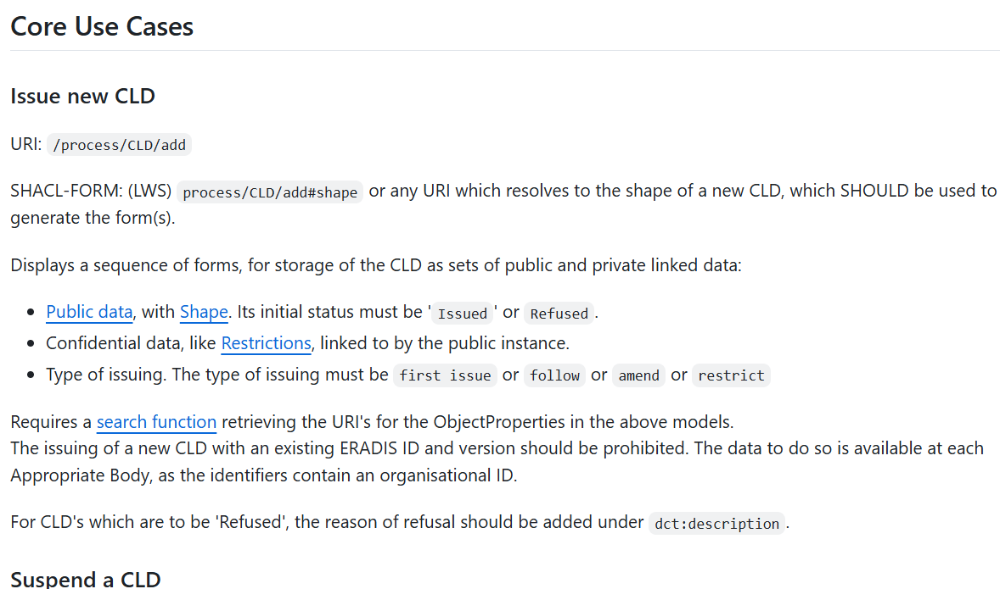 Core Use Cases
Issue new CLD
URI: /process/CLD/add
SHACL-FORM: (LWS) process/CLD/add#shape or any URI which resolves to the shape of a new CLD, which SHOULD be used to
generate the form(s).
Displays a sequence of forms, for storage of the CLD as sets of public and private linked data:
• Public data, with Shape. Its initial status must be ' Issued ' or Refused .
• Confidential data, like Restrictions, linked to by the public instance.
• Type of issuing. The type of issuing must be first issue or follow or amend or restrict
Requires a search function retrieving the URI's for the ObjectProperties in the above models.
The issuing of a new CLD with an existing ERADIS ID and version should be prohibited. The data to do so is available at each
Appropriate Body, as the identifiers contain an organisational ID.
For CLD's which are to be 'Refused', the reason of refusal should be added under dct:description .
Suspend a CLD